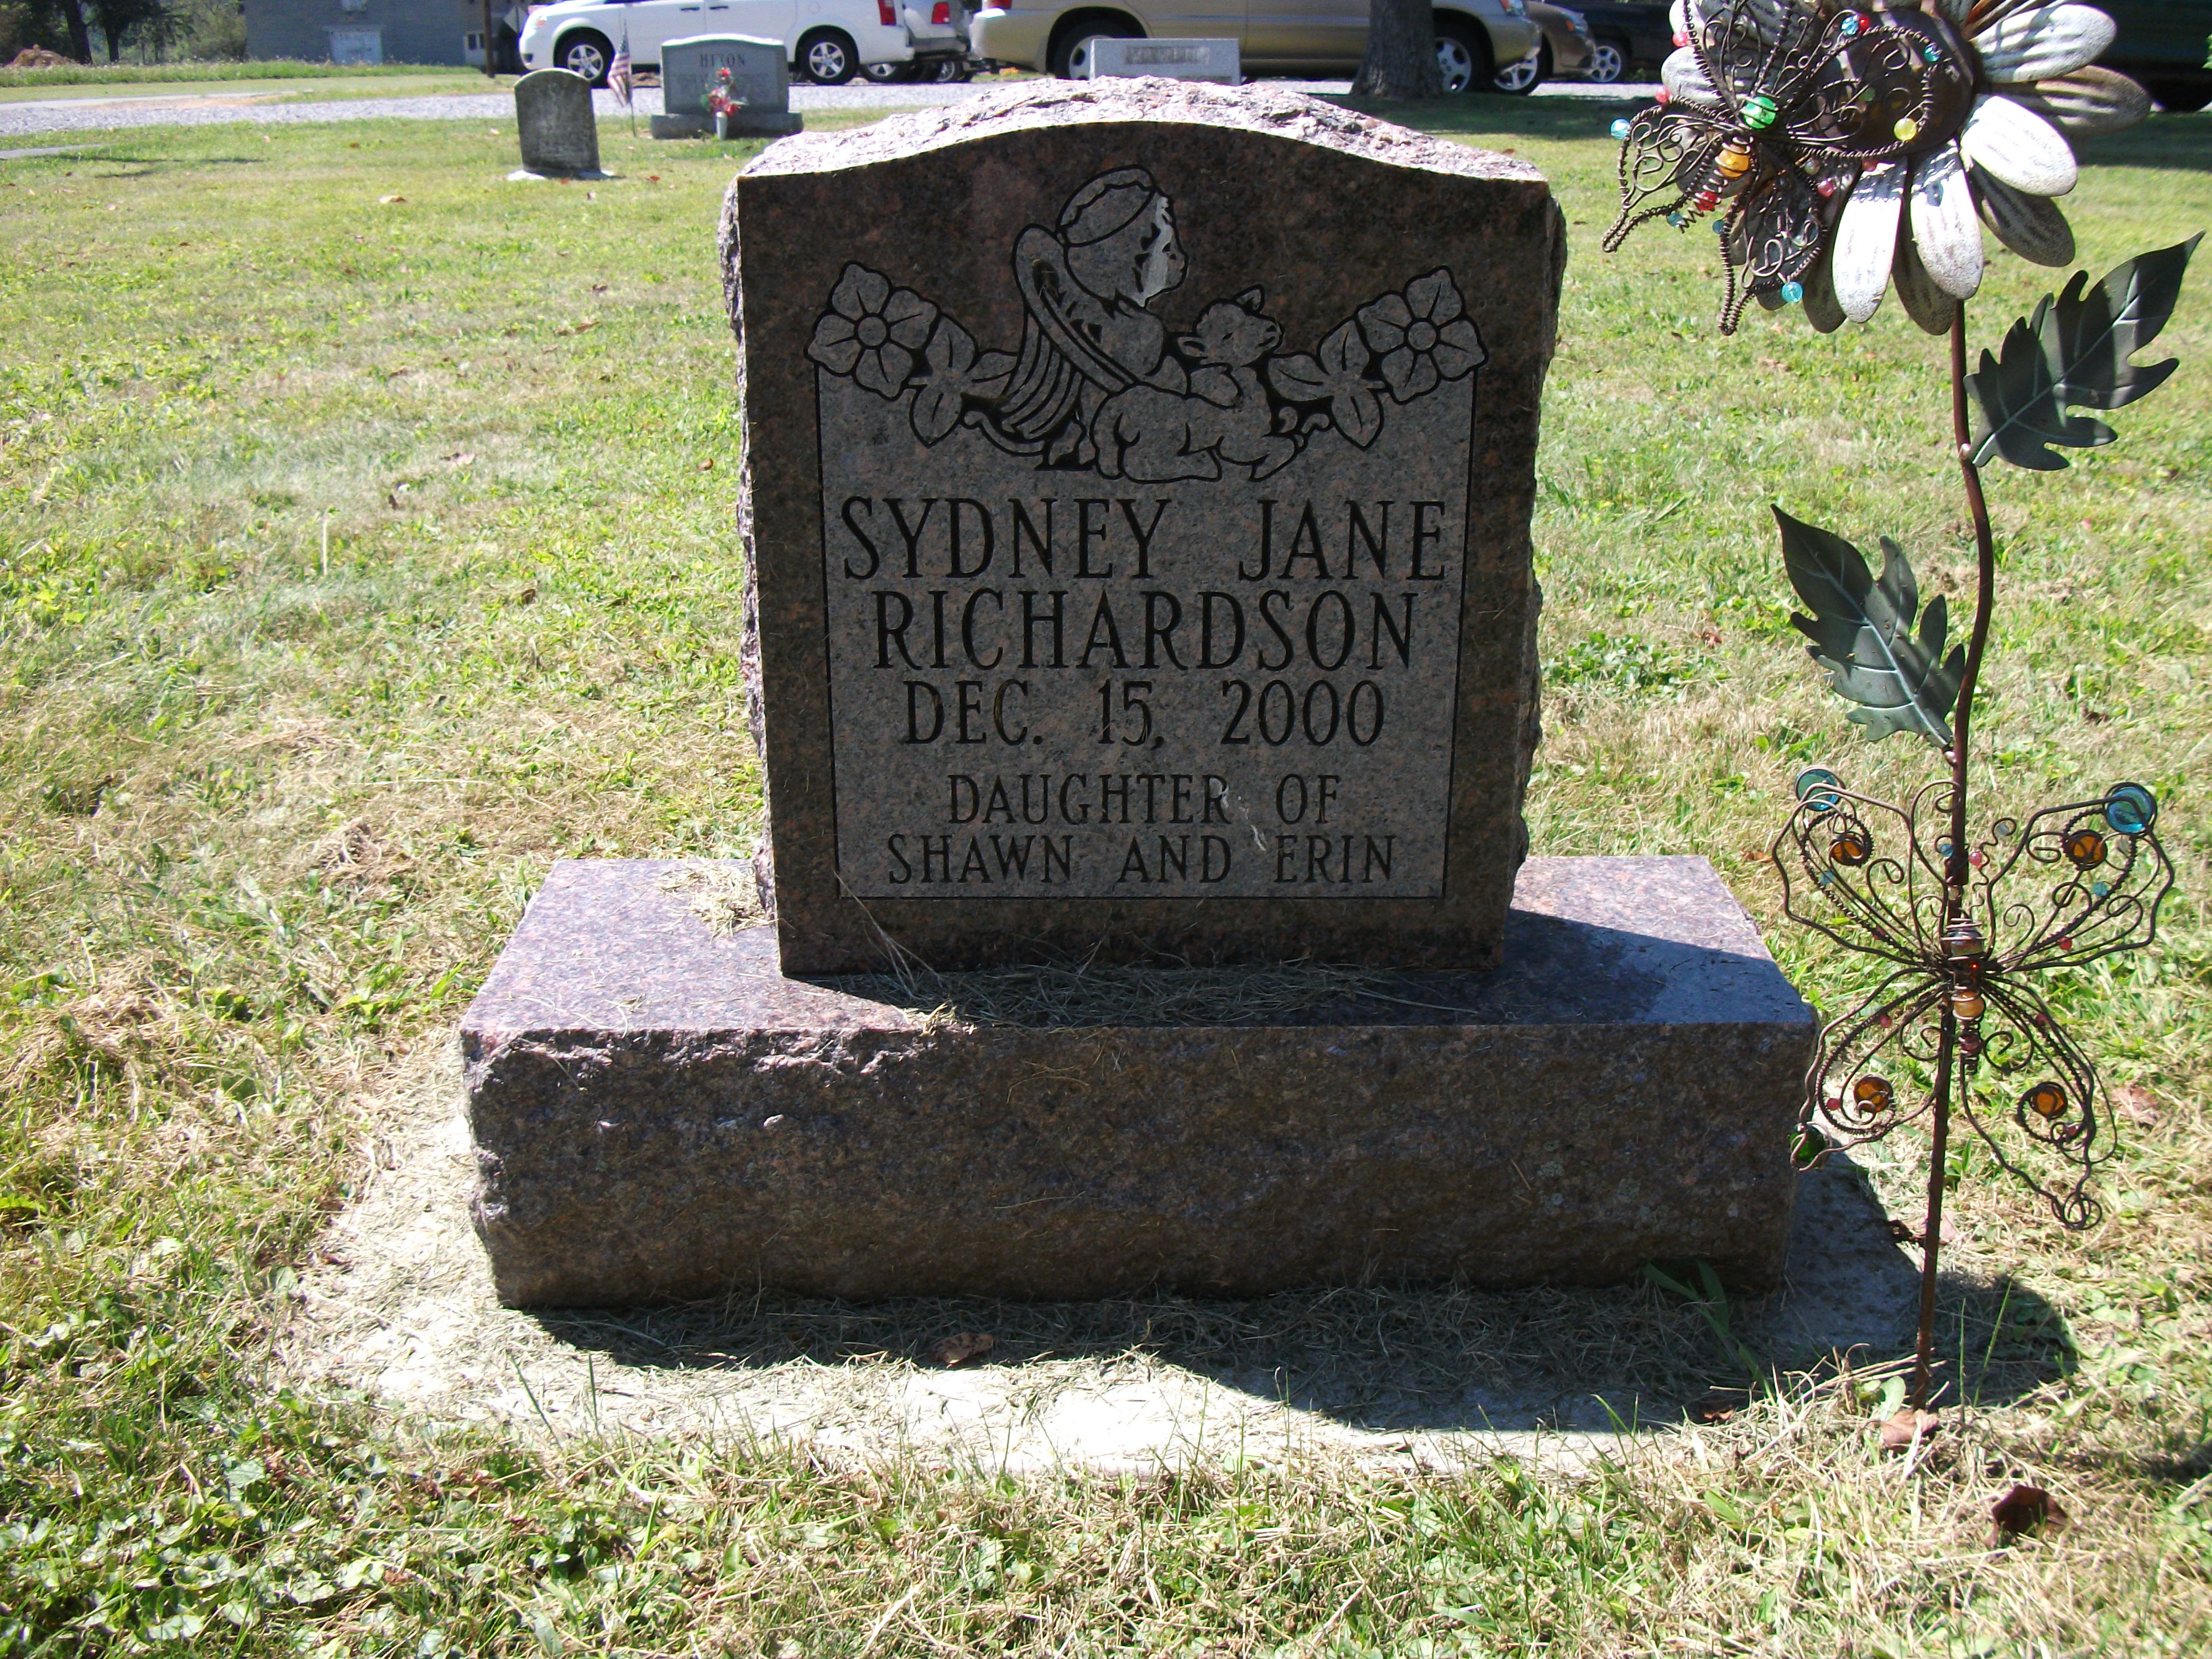 SYDNEY JANE
RICHARDSON
DEC. 15, 2000
DAUGHTER OF
SHAWN AND ERIN